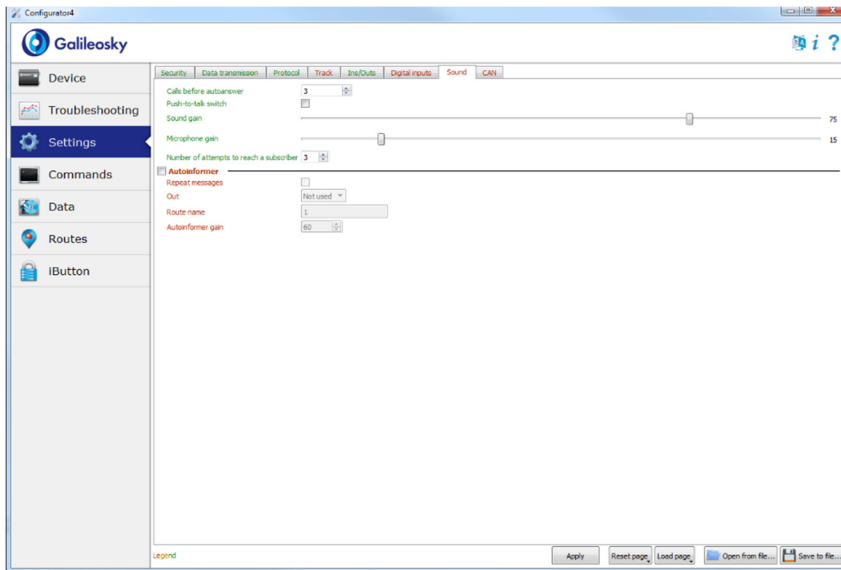 Configurator4
Galileosky
Device
Troubleshooting
Settings
Commands
Data
Routes
iButton
Security Data transmission Protocol Track Ins/Outs Digital inputs Sound CAN
Calls before autoanswer 3
Push-to-talk switch
Sound gain 75
Microphone gain 15
Number of attempts to reach a subscriber 3
Autoinformer
Repeat messages
Out Not used
Route name 1
Autoinformer gain 60
Legend
Apply Reset page Load page Open from file... Save to file...